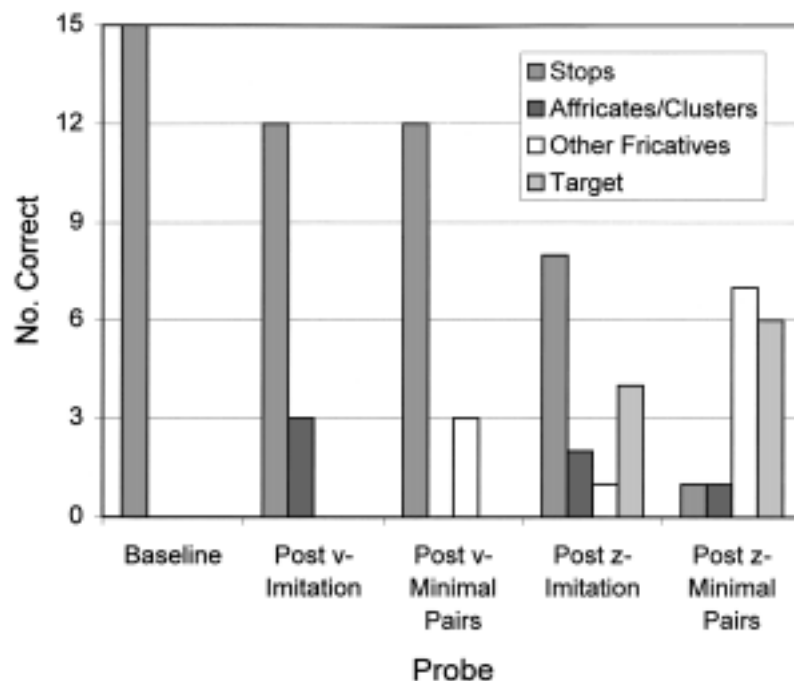 15
12
9
6
3
0
No. Correct
Stops
Affricates/Clusters
Other Fricatives
Target
Baseline
Post v-
Imitation
Post v-
Minimal
Pairs
Post z-
Imitation
Post z-
Minimal
Pairs
Probe